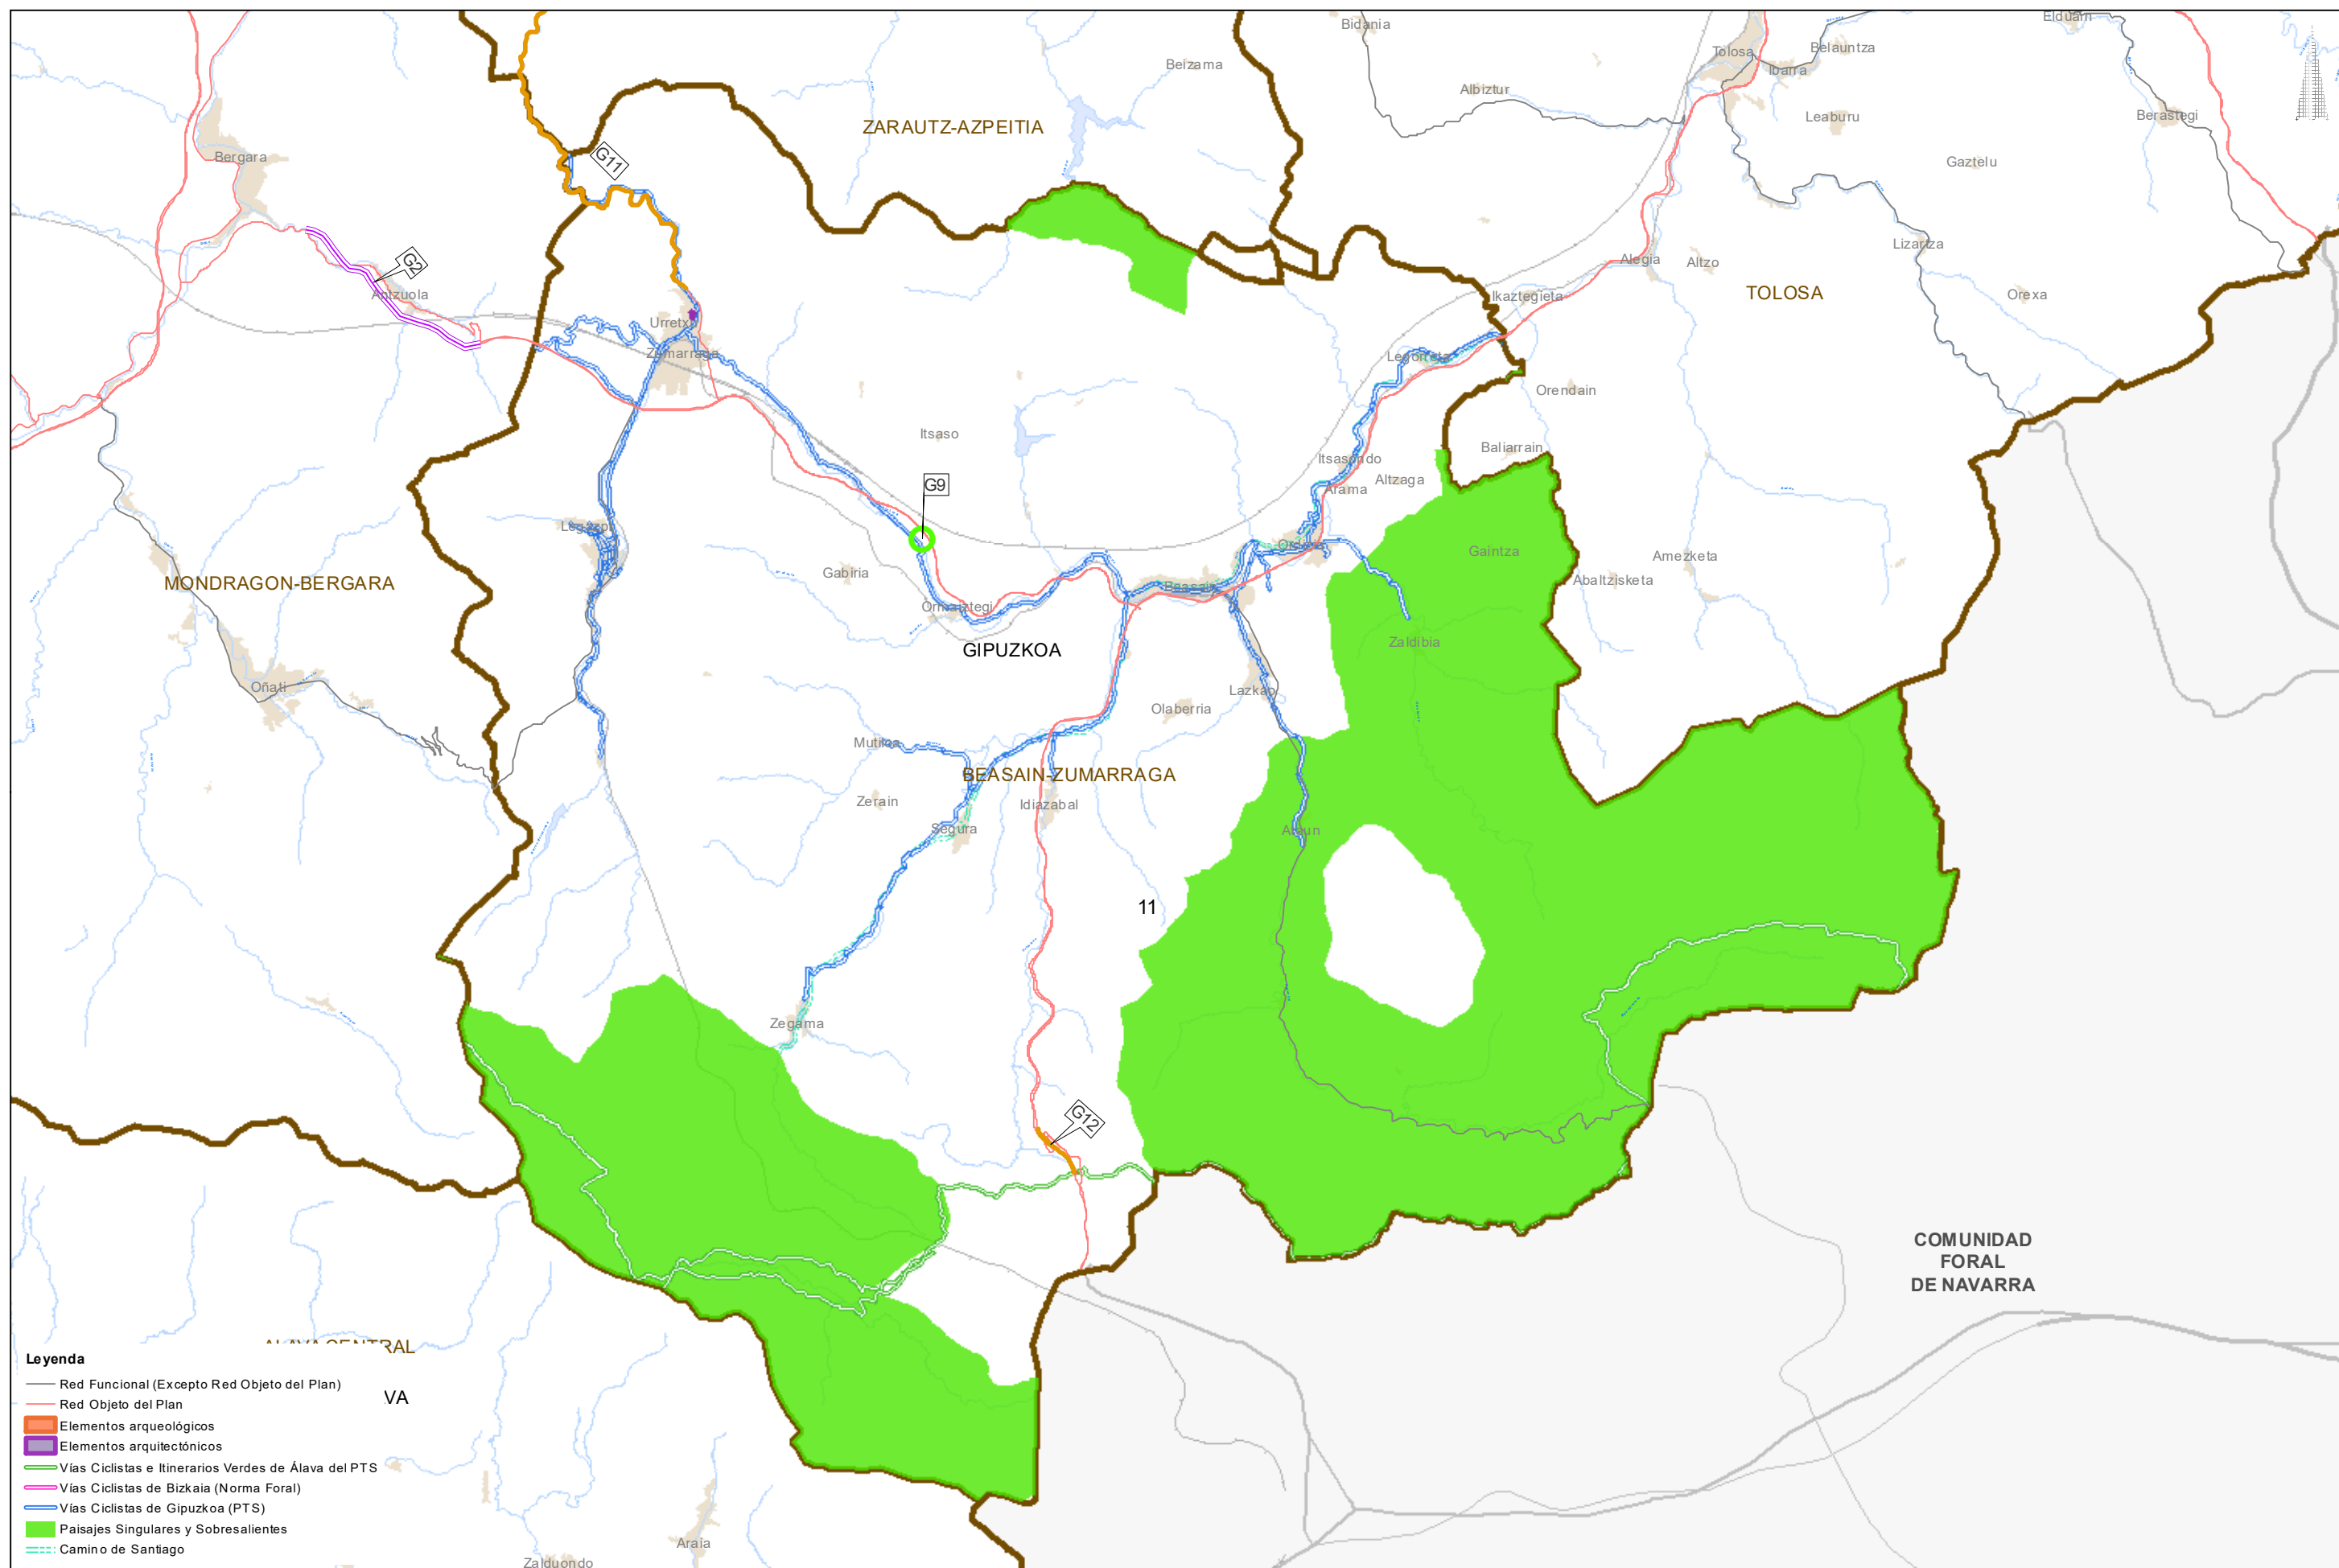 Bidania
Elduain
Tolosa
Belauntza
Ibarra
Beizama
Albiztur
Leaburu
Berastegi
ZARAUTZ-AZPEITIA
Bergara
G11
Gaztelu
Lizartza
G2
Alegia
Altzo
Antzuola
Ikaztegieta
TOLOSA
Orexa
Urretxu
Zumarraga
Legorreta
Orendain
Itsaso
Baliarrain
Itsasondo
Altzaga
Arama
G9
Legazpi
Gaintza
Amezketa
Abaltzisketa
MONDRAGON-BERGARA
Gabiria
Beasain
Ormaiztegi
Zaldibia
GIPUZKOA
Oñati
Lazkao
Olaberria
Mutiloa
BEASAIN-ZUMARRAGA
Zerain
Idiazabal
Segura
Ataun
11
Zegama
G12
COMUNIDAD
FORAL
DE NAVARRA
VA
Leyenda
Red Funcional (Excepto Red Objeto del Plan)
Red Objeto del Plan
Elementos arqueológicos
Elementos arquitectónicos
Vías Ciclistas e Itinerarios Verdes de Álava del PTS
Vías Ciclistas de Bizkaia (Norma Foral)
Vías Ciclistas de Gipuzkoa (PTS)
Paisajes Singulares y Sobresalientes
Camino de Santiago
Araia
Zalduondo